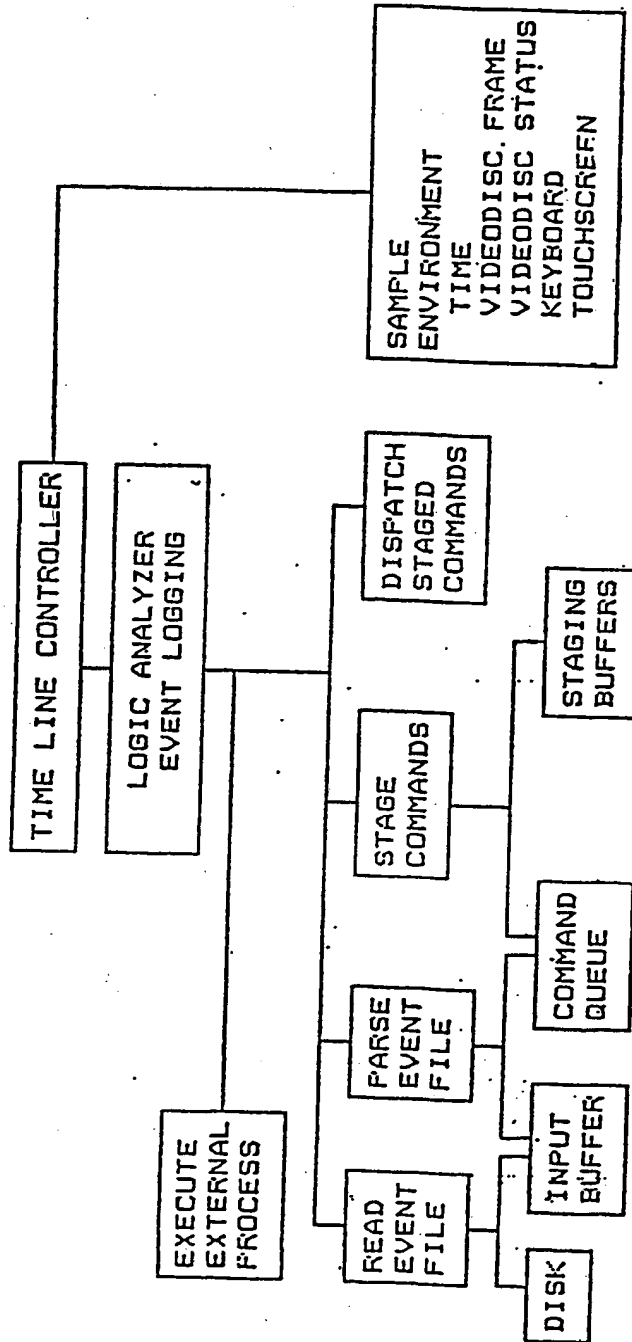 TIME LINE CONTROLLER
LOGIC ANALYZER
EVENT LOGGING
SAMPLE
ENVIRONMENT
TIME
VIDEODISC. FRAME
VIDEODISC STATUS
KEYBOARD
TOUCHSCREEN
EXECUTE
EXTERNAL
PROCESS
READ
EVENT
FILE
PARSE
EVENT
FILE
STAGE
COMMANDS
DISPATCH
STAGED
COMMANDS
DISK
INPUT
BUFFER
COMMAND
QUEUE
STAGING
BUFFERS